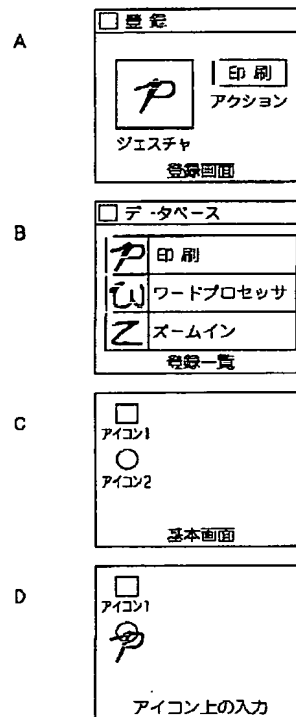 A
登録
P
印刷
アクション
ジェスチャ
登録画面
B
データベース
P 印刷
W ワードプロセッサ
Z ズームイン
登録一覧
C
アイコン1
アイコン2
基本画面
D
アイコン1
P
アイコン上の入力